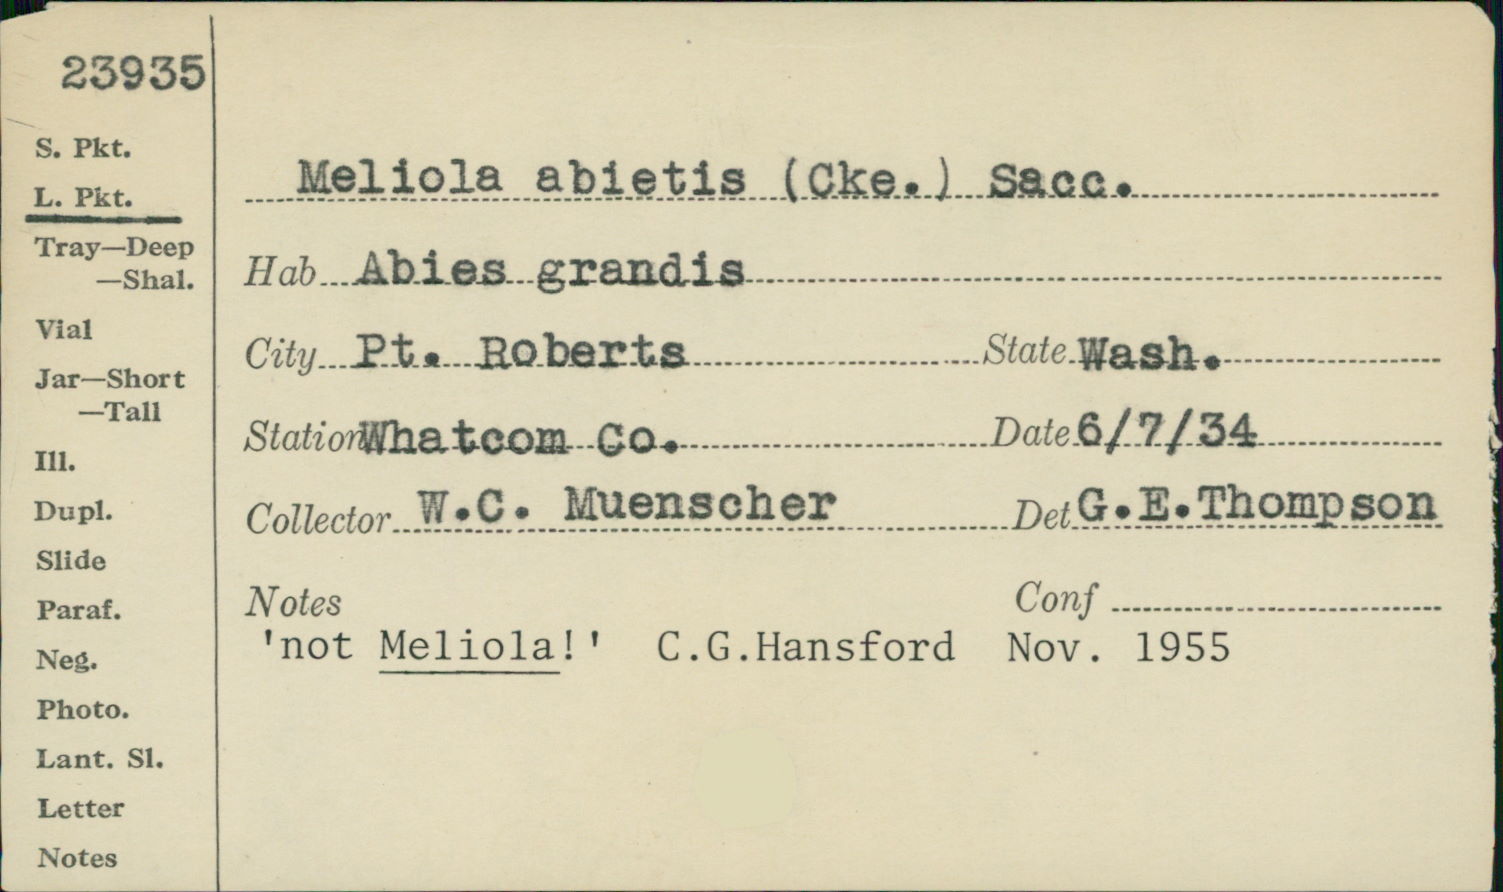 23935
S. Pkt.
L. Pkt.
Tray—Deep
—Shal.
Vial
Jar—Short
—Tall
Ill.
Dupl.
Slide
Paraf.
Neg.
Photo.
Lant. Sl.
Letter
Notes
Meliola abietis (Cke.) Sacc.
Hab Abies grandis
City Pt. Roberts State Wash.
Station Whatcom Co. Date 6/7/34
Collector W.C. Muenscher Det G.E.Thompson
Notes Conf
'not Meliola!' C.G.Hansford Nov. 1955